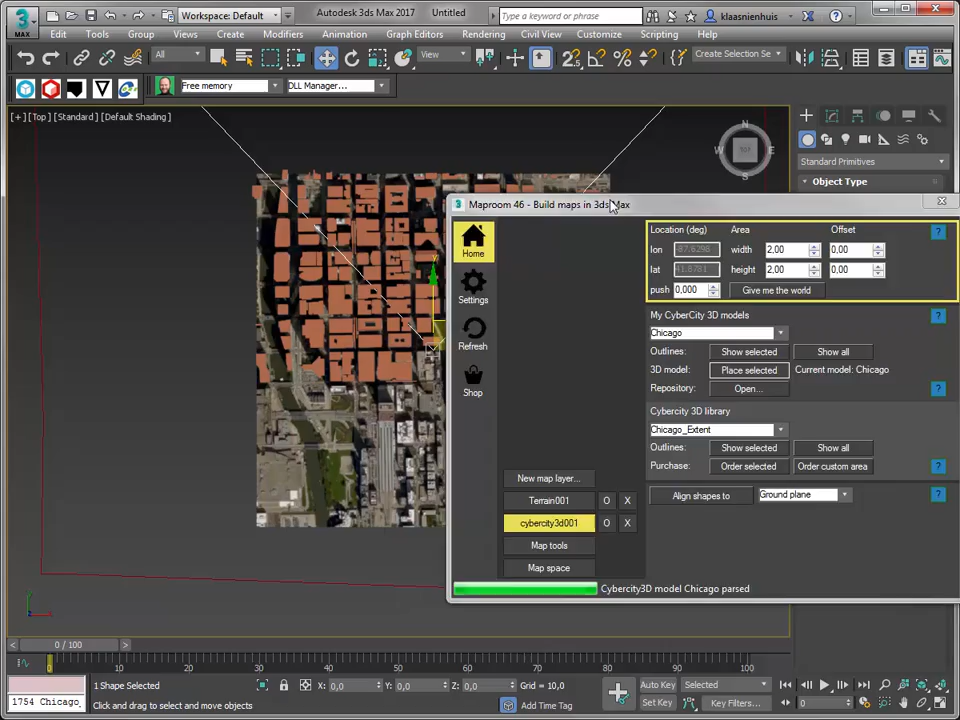 3
MAX
Workspace: Default
Autodesk 3ds Max 2017
Untitled
Type a keyword or phrase
klaasnienhuis
Edit
Tools
Group
Views
Create
Modifiers
Animation
Graph Editors
Rendering
Civil View
Customize
Scripting
Help
All
View
Create Selection Se
Free memory
DLL Manager...
[+] [Top] [Standard] [Default Shading]
N
W
TOP
E
S
Standard Primitives
Object Type
3 Maproom 46 - Build maps in 3ds Max
Home
Settings
Refresh
Shop
Location (deg)
Area
Offset
?
lon
-87.6298
width
2,00
0,00
lat
41.8781
height
2,00
0,00
push
0,000
Give me the world
My CyberCity 3D models
?
Chicago
Outlines:
Show selected
Show all
3D model:
Place selected
Current model: Chicago
Repository:
Open...
?
Cybercity 3D library
Chicago_Extent
Outlines:
Show selected
Show all
Purchase:
Order selected
Order custom area
?
Align shapes to
Ground plane
?
New map layer...
Terrain001
O
X
cybercity3d001
O
X
Map tools
Map space
Cybercity3D model Chicago parsed
0 / 100
0
10
20
30
40
50
60
70
80
90
100
1754 Chicago
1 Shape Selected
X: 0,0
Y: 0,0
Z: 0,0
Grid = 10,0
Click and drag to select and move objects
Add Time Tag
Auto Key
Selected
Set Key
Key Filters...
0